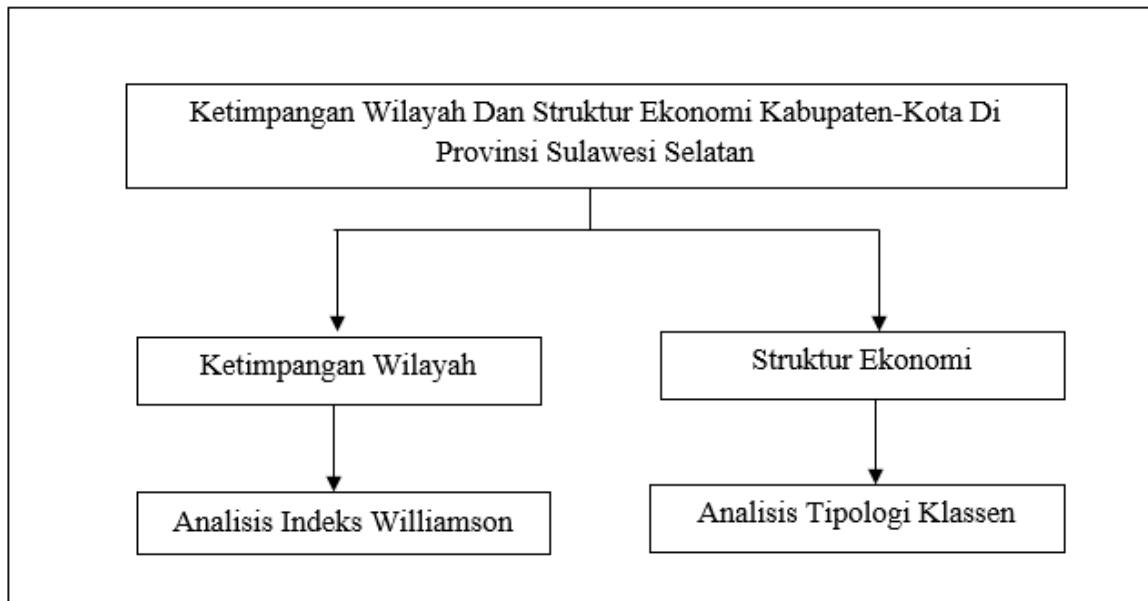 Ketimpangan Wilayah Dan Struktur Ekonomi Kabupaten-Kota Di
Provinsi Sulawesi Selatan
Ketimpangan Wilayah
Struktur Ekonomi
Analisis Indeks Williamson
Analisis Tipologi Klassen